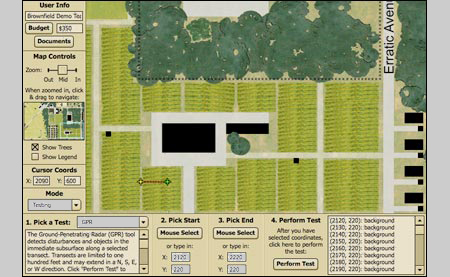 User Info
Brownfield Demo Tea
Budget $350
Documents
Map Controls
Zoom:
Out Mid In
When zoomed in, click
& drag to navigate:
Show Trees
Show Legend
Cursor Coords
X: 2090 Y: 600
Mode
Testing
Erratic Aven
1. Pick a Test: GPR
The Ground-Penetrating Radar (GPR) tool
detects disturbances and objects in the
immediate subsurface along a selected
transect. Transects are limited to one
hundred feet and may extend in a N, S, E,
or W direction. Click "Perform Test" to
2. Pick Start
Mouse Select
or type in:
X: 2120
Y: 220
3. Pick End
Mouse Select
or type in:
X: 2220
Y: 220
4. Perform Test
After you have
selected coordinates,
click here to perform
the test:
Perform Test
(2120, 220): background
(2130, 220): background
(2140, 220): background
(2150, 220): background
(2160, 220): background
(2170, 220): background
(2180, 220): background
(2190, 220): background